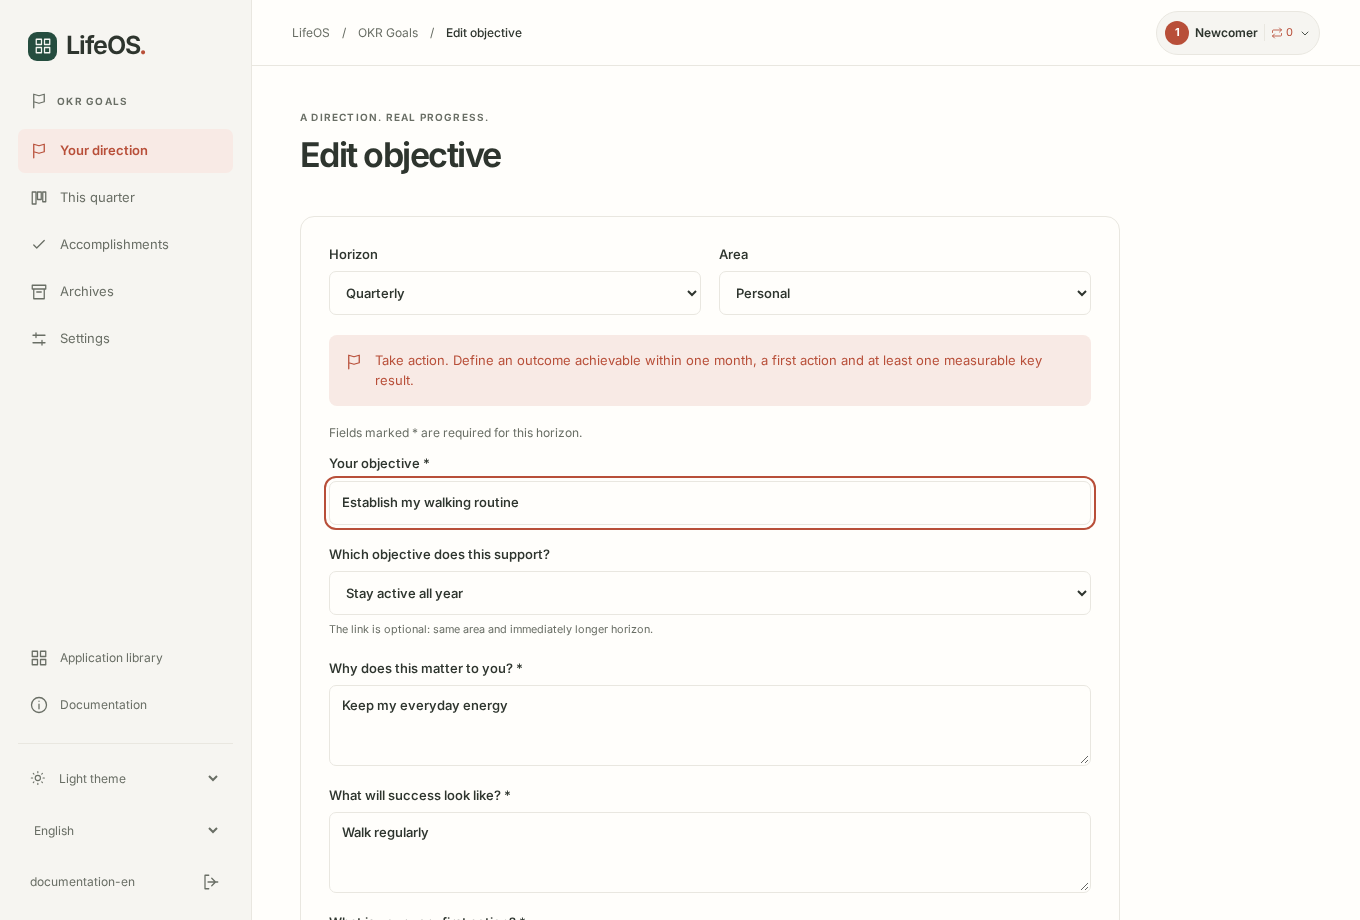 LifeOS.
OKR GOALS
Your direction
This quarter
Accomplishments
Archives
Settings
Application library
Documentation
Light theme
English
documentation-en
LifeOS / OKR Goals / Edit objective
1 Newcomer 0
A DIRECTION. REAL PROGRESS.
Edit objective
Horizon
Quarterly
Area
Personal
Take action. Define an outcome achievable within one month, a first action and at least one measurable key
result.
Fields marked * are required for this horizon.
Your objective *
Establish my walking routine
Which objective does this support?
Stay active all year
The link is optional: same area and immediately longer horizon.
Why does this matter to you? *
Keep my everyday energy
What will success look like? *
Walk regularly